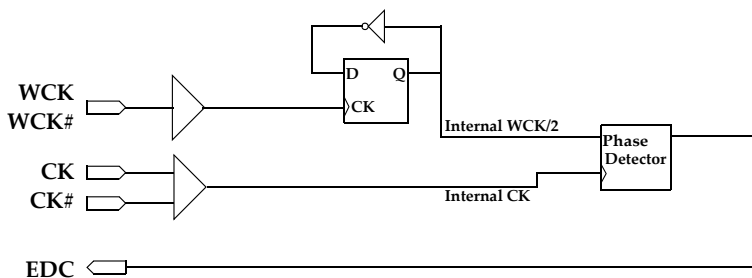 WCK
WCK#
D Q
CK
Internal WCK/2
Phase
Detector
CK
CK#
Internal CK
EDC